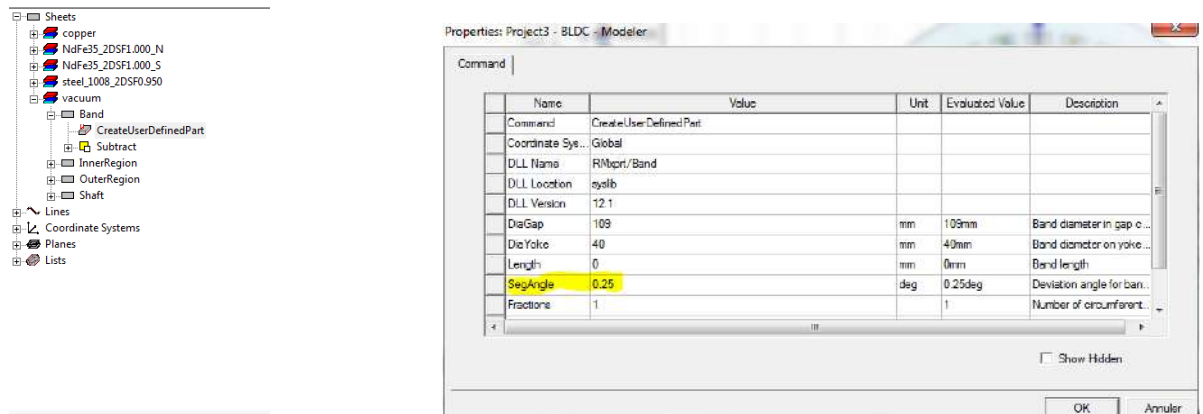 Sheets
copper
NdFe35_2DSF1.000_N
NdFe35_2DSF1.000_S
steel_1008_2DSF0.950
vacuum
Band
CreateUserDefinedPart
Subtract
InnerRegion
OuterRegion
Shaft
Lines
Coordinate Systems
Planes
Lists
Properties: Project3 - BLDC - Modeler
Command
Name Value Unit Evaluated Value Description
Command CreateUserDefinedPart
Coordinate Sys... Global
DLL Name RMxprt/Band
DLL Location syslib
DLL Version 12.1
DiaGap 109 mm 109mm Band diameter in gap c...
DiaYoke 40 mm 40mm Band diameter on yoke...
Length 0 mm 0mm Band length
SegAngle 0.25 deg 0.25deg Deviation angle for ban...
Fractions 1 1 Number of circumferent...
Show Hidden
OK Annuler